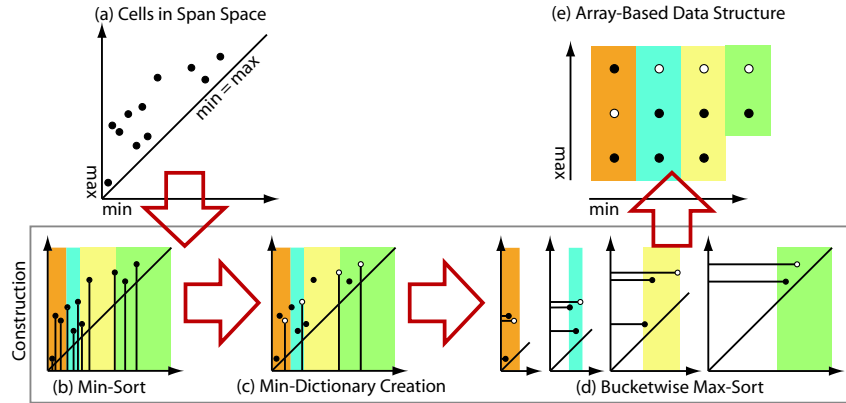 (a) Cells in Span Space
(e) Array-Based Data Structure
min = max
max
min
max
min
Construction
(b) Min-Sort
(c) Min-Dictionary Creation
(d) Bucketwise Max-Sort